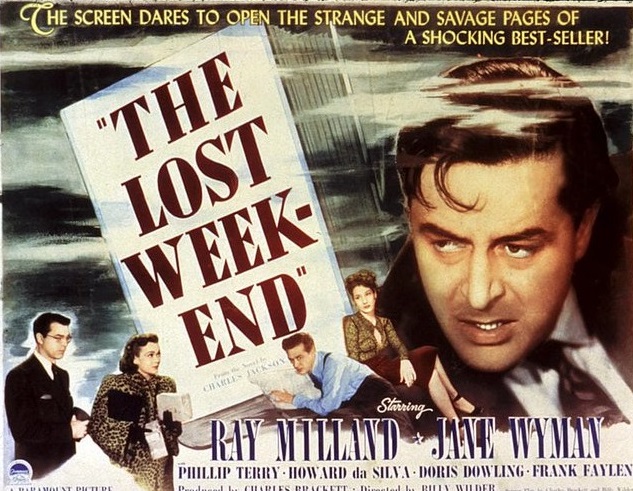 THE SCREEN DARES TO OPEN THE STRANGE AND SAVAGE PAGES OF
A SHOCKING BEST-SELLER!
"THE
LOST
WEEK-
END"
From the Novel by
CHARLES JACKSON
Starring
RAY MILLAND ★ JANE WYMAN
PHILLIP TERRY · HOWARD da SILVA · DORIS DOWLING · FRANK FAYLEN
A PARAMOUNT PICTURE
Produced by CHARLES BRACKETT · Directed by BILLY WILDER